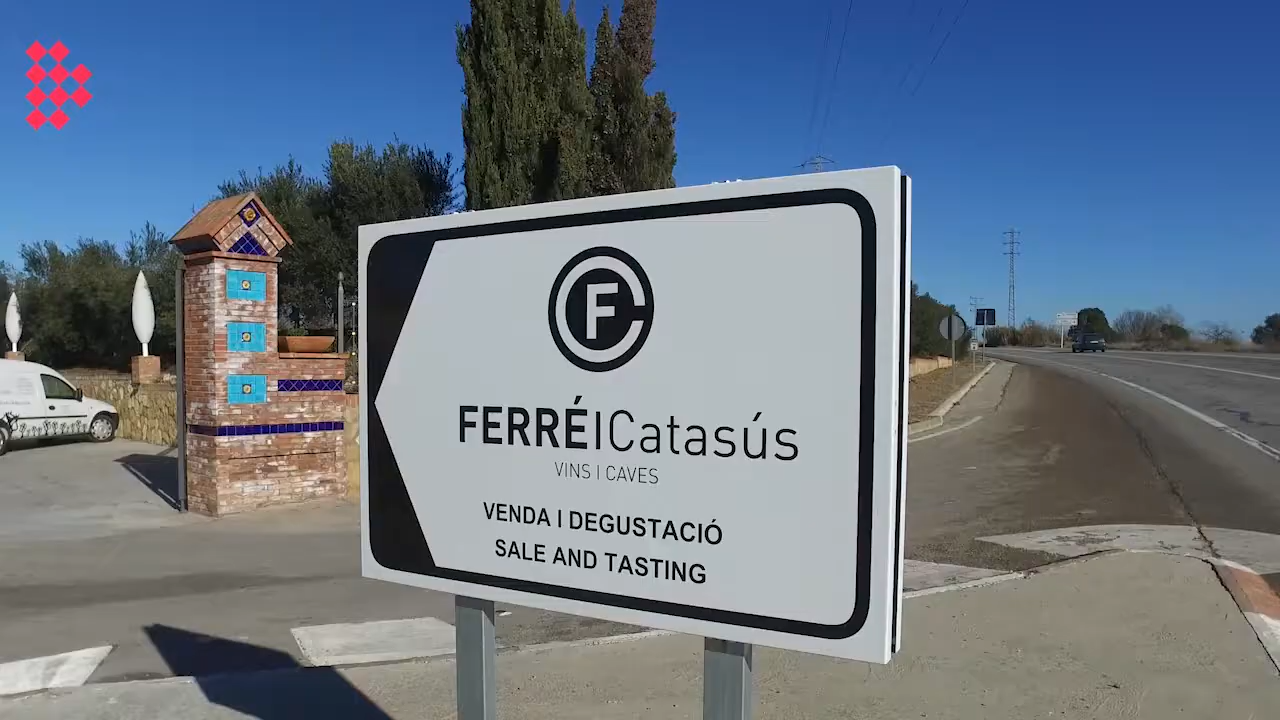 FC
FERRÉ I Catasús
VINS I CAVES
VENDA I DEGUSTACIÓ
SALE AND TASTING